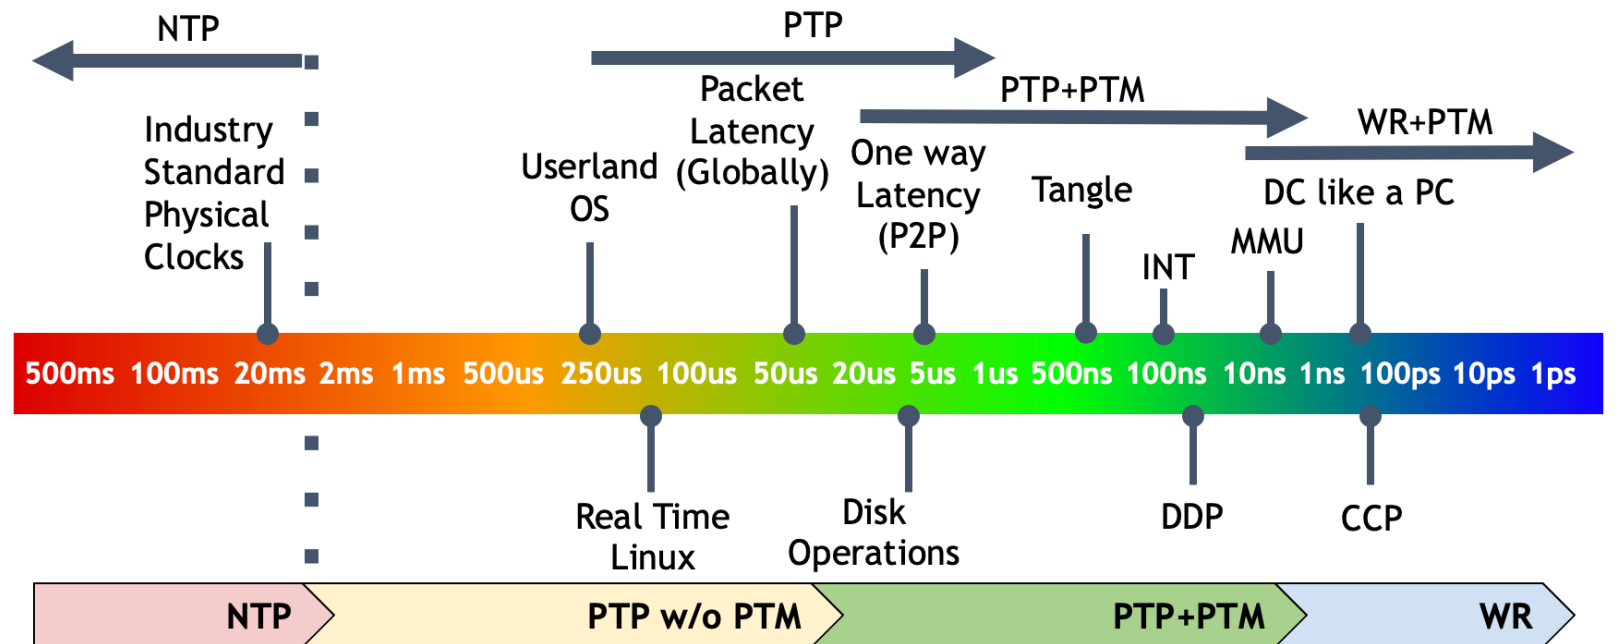 NTP
PTP
PTP+PTM
WR+PTM
Industry
Standard
Physical
Clocks
Userland
OS
Packet
Latency
(Globally)
One way
Latency
(P2P)
Tangle
INT
MMU
DC like a PC
500ms 100ms 20ms 2ms 1ms 500us 250us 100us 50us 20us 5us 1us 500ns 100ns 10ns 1ns 100ps 10ps 1ps
Real Time
Linux
Disk
Operations
DDP
CCP
NTP
PTP w/o PTM
PTP+PTM
WR